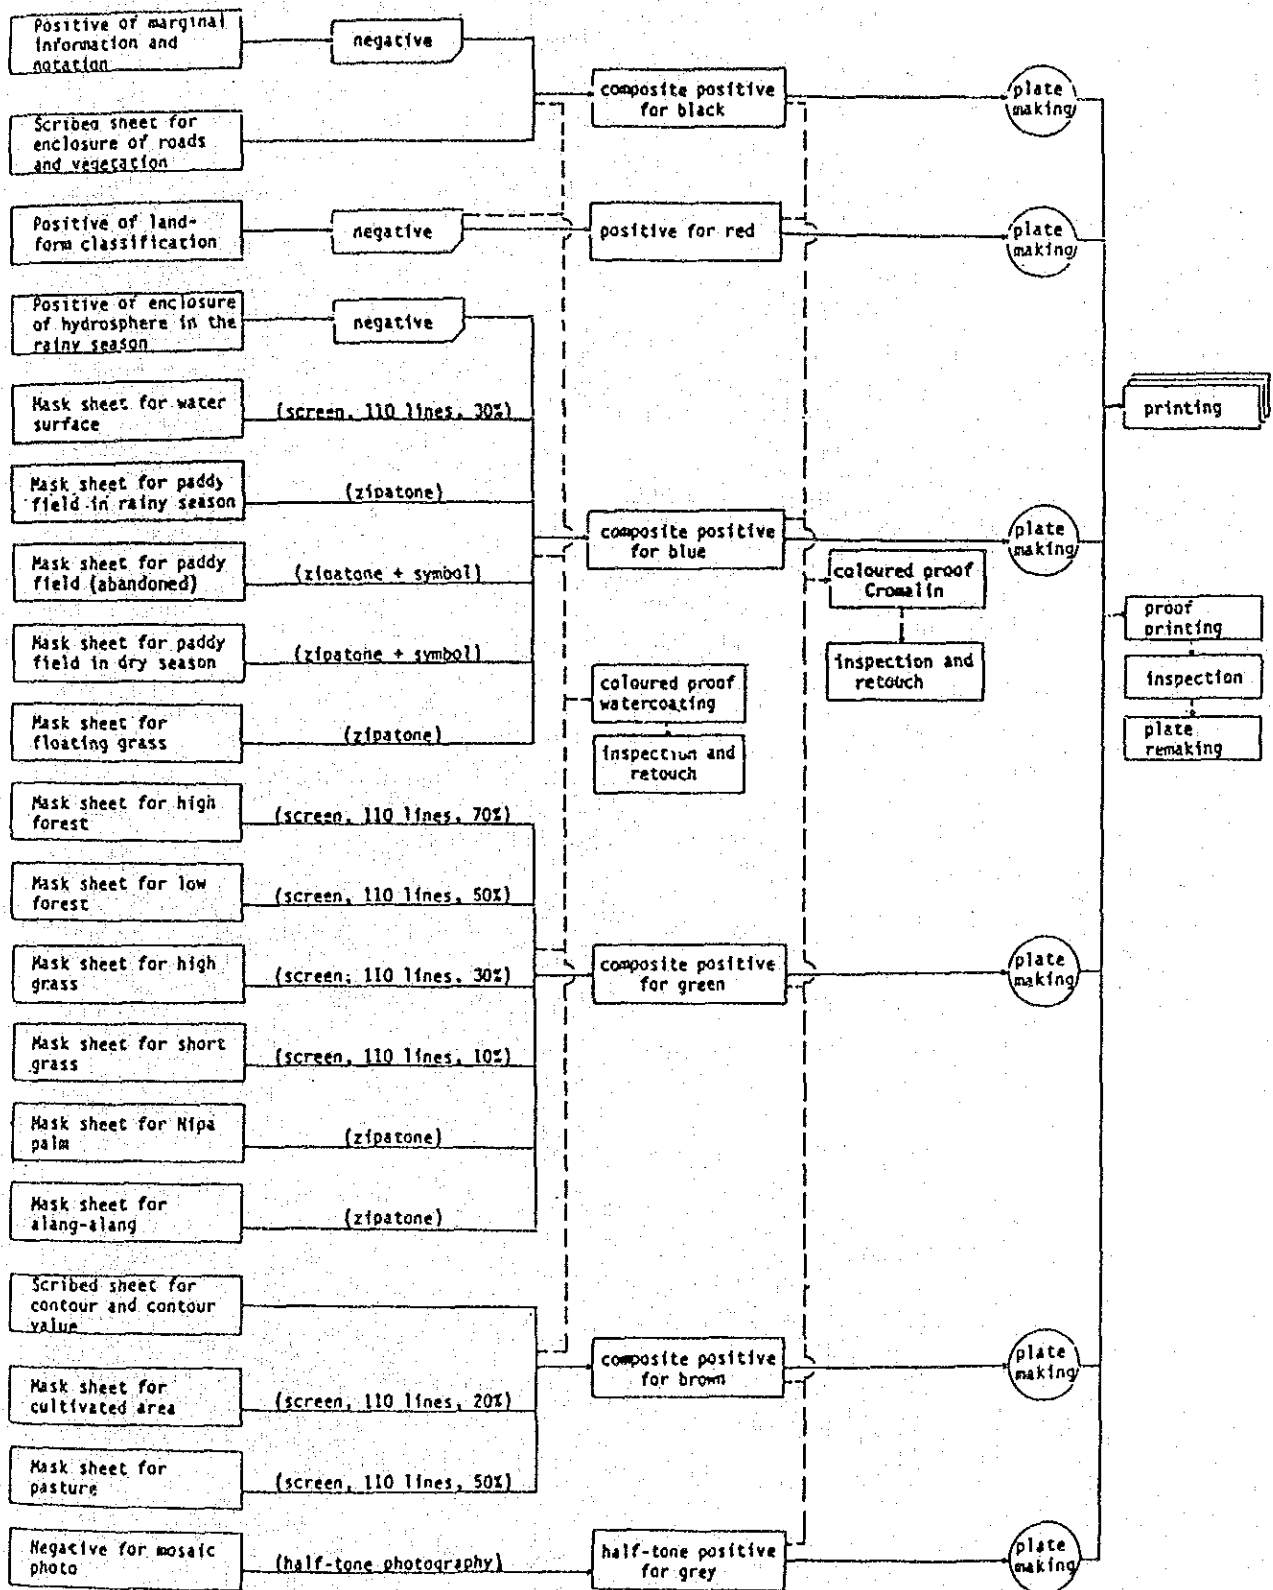 Positive of marginal
information and
notation
negative
composite positive
for black
plate
making
Scribed sheet for
enclosure of roads
and vegetation
Positive of land-
form classification
negative
positive for red
plate
making
Positive of enclosure
of hydrosphere in the
rainy season
negative
Mask sheet for water
surface
(screen, 110 lines, 30%)
printing
Mask sheet for paddy
field in rainy season
(zipatone)
composite positive
for blue
plate
making
Mask sheet for paddy
field (abandoned)
(zipatone + symbol)
coloured proof
Cromalin
proof
printing
Mask sheet for paddy
field in dry season
(zipatone + symbol)
inspection and
retouch
inspection
coloured proof
watercoating
Mask sheet for
floating grass
(zipatone)
plate
remaking
inspection and
retouch
Mask sheet for high
forest
(screen, 110 lines, 70%)
Mask sheet for low
forest
(screen, 110 lines, 50%)
Mask sheet for high
grass
(screen, 110 lines, 30%)
composite positive
for green
plate
making
Mask sheet for short
grass
(screen, 110 lines, 10%)
Mask sheet for Nipa
palm
(zipatone)
Mask sheet for
alang-alang
(zipatone)
Scribed sheet for
contour and contour
value
composite positive
for brown
plate
making
Mask sheet for
cultivated area
(screen, 110 lines, 20%)
Mask sheet for
pasture
(screen, 110 lines, 50%)
Negative for mosaic
photo
(half-tone photography)
half-tone positive
for grey
plate
making